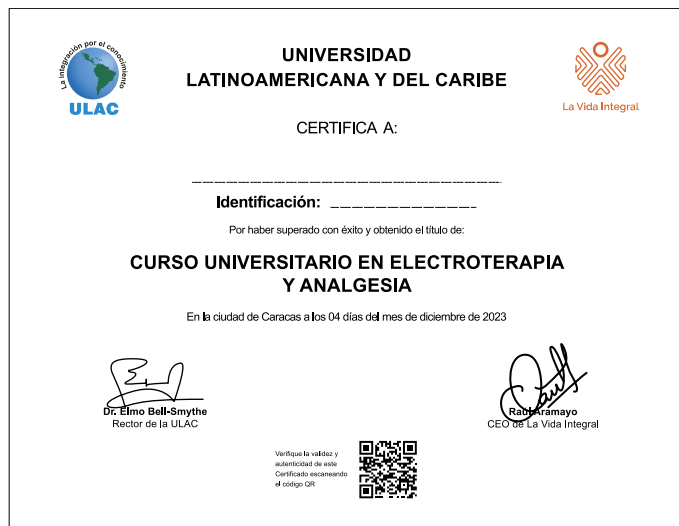 La integración por el conocimiento
ULAC
UNIVERSIDAD
LATINOAMERICANA Y DEL CARIBE
La Vida Integral
CERTIFICA A:
Identificación:
Por haber superado con éxito y obtenido el título de:
CURSO UNIVERSITARIO EN ELECTROTERAPIA
Y ANALGESIA
En la ciudad de Caracas a los 04 días del mes de diciembre de 2023
Dr. Elmo Bell-Smythe
Rector de la ULAC
Raúl Aramayo
CEO de La Vida Integral
Verifique la validez y
autenticidad de este
Certificado escaneando
el código QR